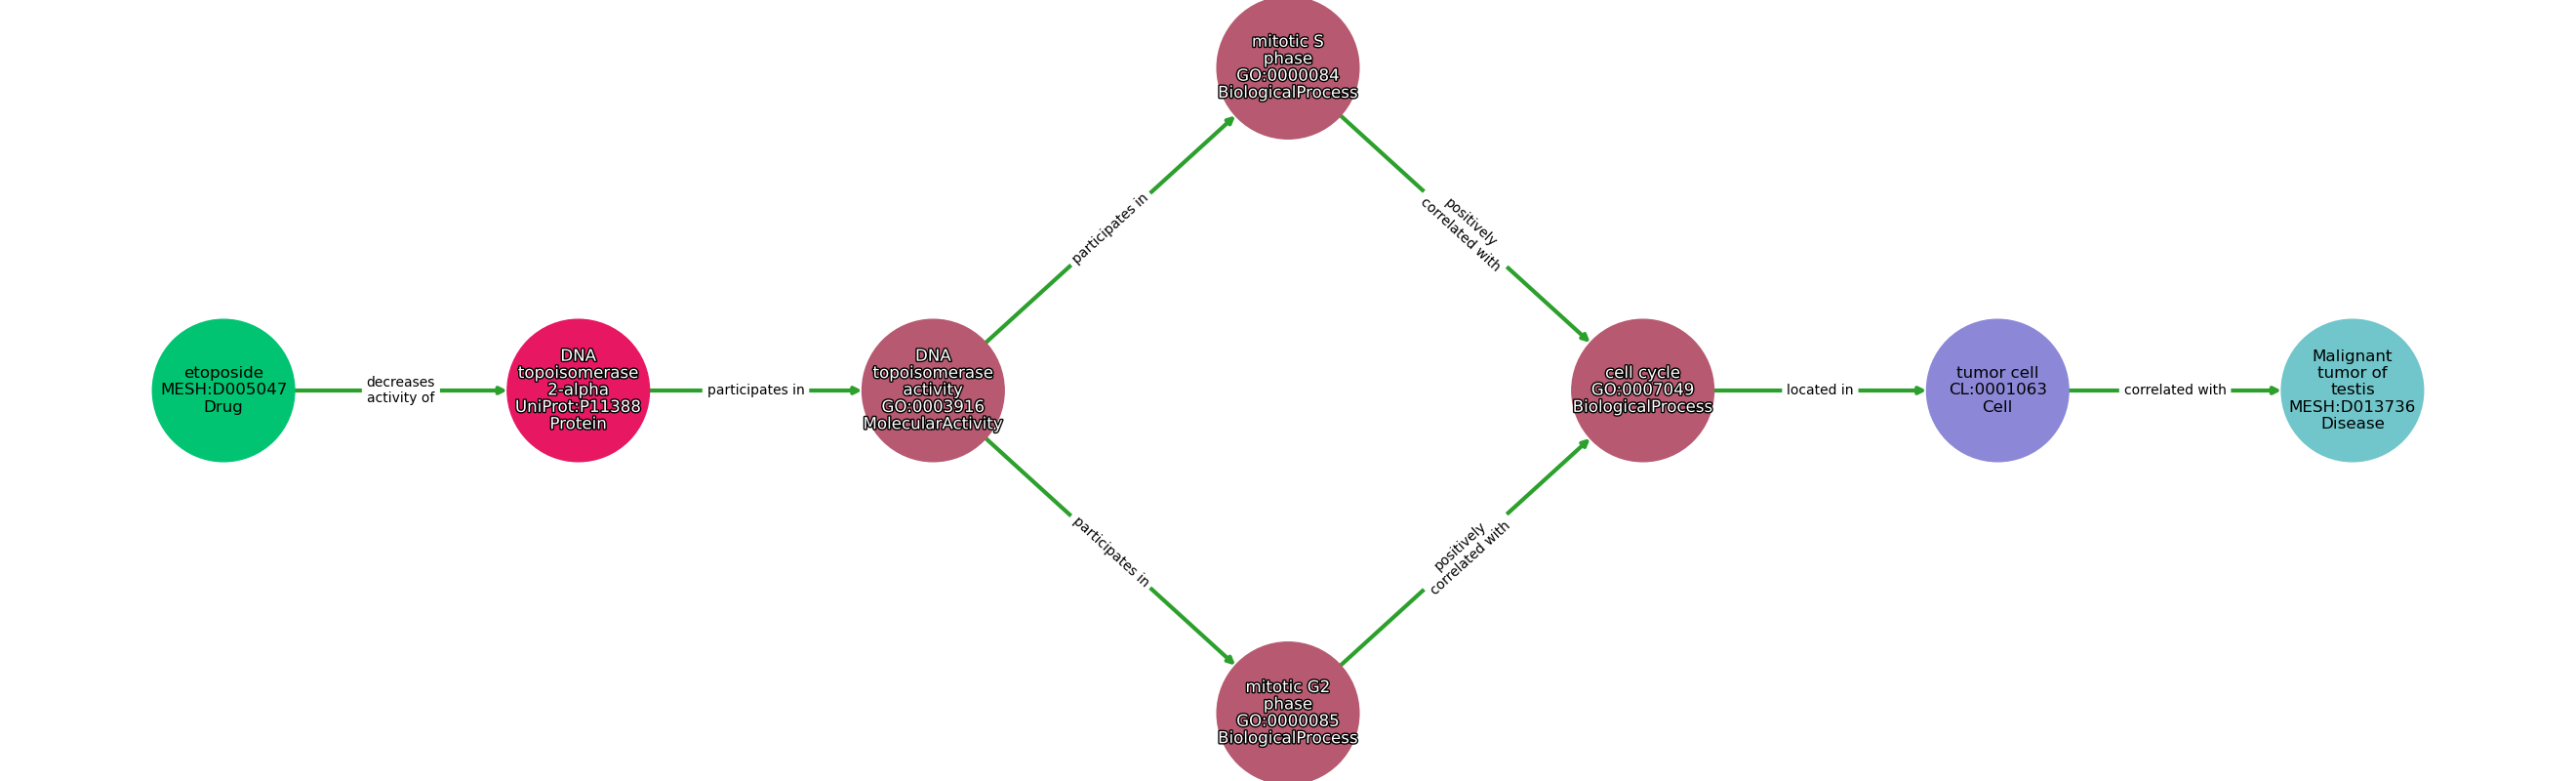 etoposide
MESH:D005047
Drug
decreases
activity of
DNA
topoisomerase
2-alpha
UniProt:P11388
Protein
participates in
DNA
topoisomerase
activity
GO:0003916
MolecularActivity
participates in
participates in
mitotic S
phase
GO:0000084
BiologicalProcess
mitotic G2
phase
GO:0000085
BiologicalProcess
positively
correlated with
positively
correlated with
cell cycle
GO:0007049
BiologicalProcess
located in
tumor cell
CL:0001063
Cell
correlated with
Malignant
tumor of
testis
MESH:D013736
Disease